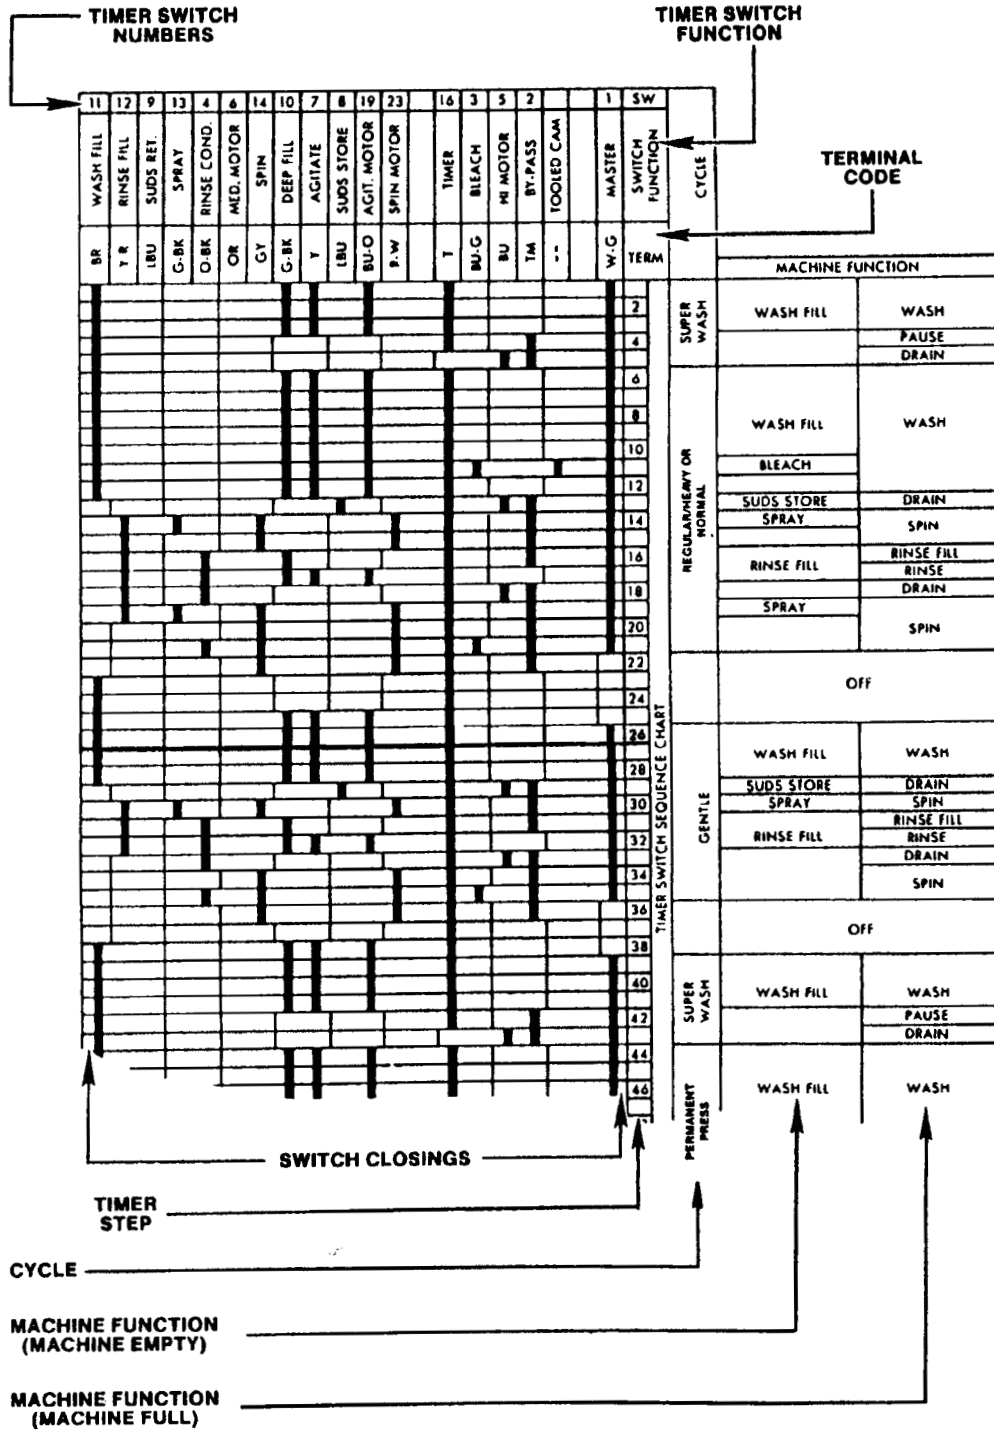 TIMER SWITCH
NUMBERS
TIMER SWITCH
FUNCTION
TERMINAL
CODE
11 12 9 13 4 6 14 10 7 8 19 23 16 3 5 2 1 SW
WASH FILL
RINSE FILL
SUDS RET.
SPRAY
RINSE COND.
MED. MOTOR
SPIN
DEEP FILL
AGITATE
SUDS STORE
AGIT. MOTOR
SPIN MOTOR
TIMER
BLEACH
HI MOTOR
BY-PASS
TOOLED CAM
MASTER
SWITCH
FUNCTION
CYCLE
BR
Y R
LBU
G-BK
O-BK
OR
GY
G-BK
Y
LBU
BU-O
R-W
T
BU-G
BU
TM
--
W-G
TERM
MACHINE FUNCTION
2
4
6
8
10
12
14
16
18
20
22
24
26
28
30
32
34
36
38
40
42
44
46
TIMER SWITCH SEQUENCE CHART
SUPER
WASH
WASH FILL
WASH
PAUSE
DRAIN
REGULAR/HEAVY OR
NORMAL
WASH FILL
WASH
BLEACH
SUDS STORE
DRAIN
SPRAY
SPIN
RINSE FILL
RINSE FILL
RINSE
DRAIN
SPRAY
SPIN
OFF
GENTLE
WASH FILL
WASH
SUDS STORE
DRAIN
SPRAY
SPIN
RINSE FILL
RINSE FILL
RINSE
DRAIN
SPIN
OFF
SUPER
WASH
WASH FILL
WASH
PAUSE
DRAIN
PERMANENT
PRESS
WASH FILL
WASH
SWITCH CLOSINGS
TIMER
STEP
CYCLE
MACHINE FUNCTION
(MACHINE EMPTY)
MACHINE FUNCTION
(MACHINE FULL)